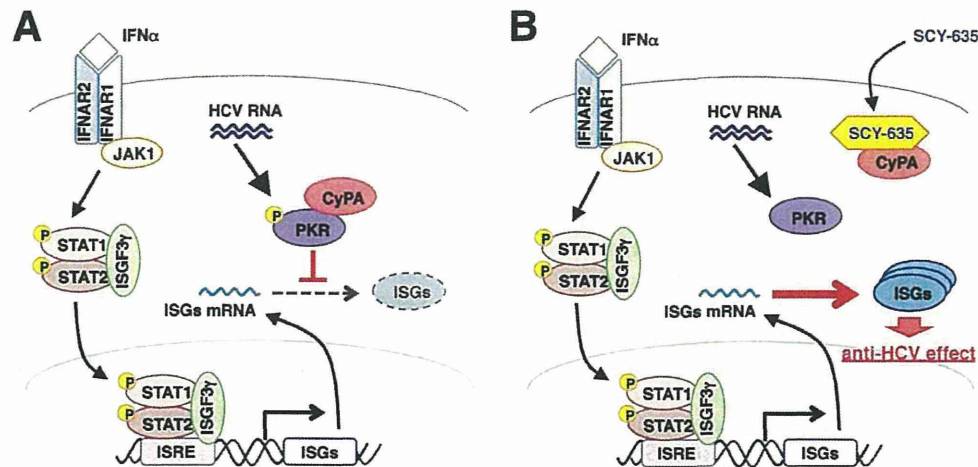 A
IFNα
IFNAR2
IFNAR1
JAK1
HCV RNA
CyPA
P
PKR
P
STAT1
P
STAT2
ISGF3γ
ISGs mRNA
ISGs
P
STAT1
P
STAT2
ISGF3γ
ISRE
ISGs
B
IFNα
IFNAR2
IFNAR1
JAK1
HCV RNA
SCY-635
SCY-635
CyPA
PKR
P
STAT1
P
STAT2
ISGF3γ
ISGs mRNA
ISGs
anti-HCV effect
P
STAT1
P
STAT2
ISGF3γ
ISRE
ISGs